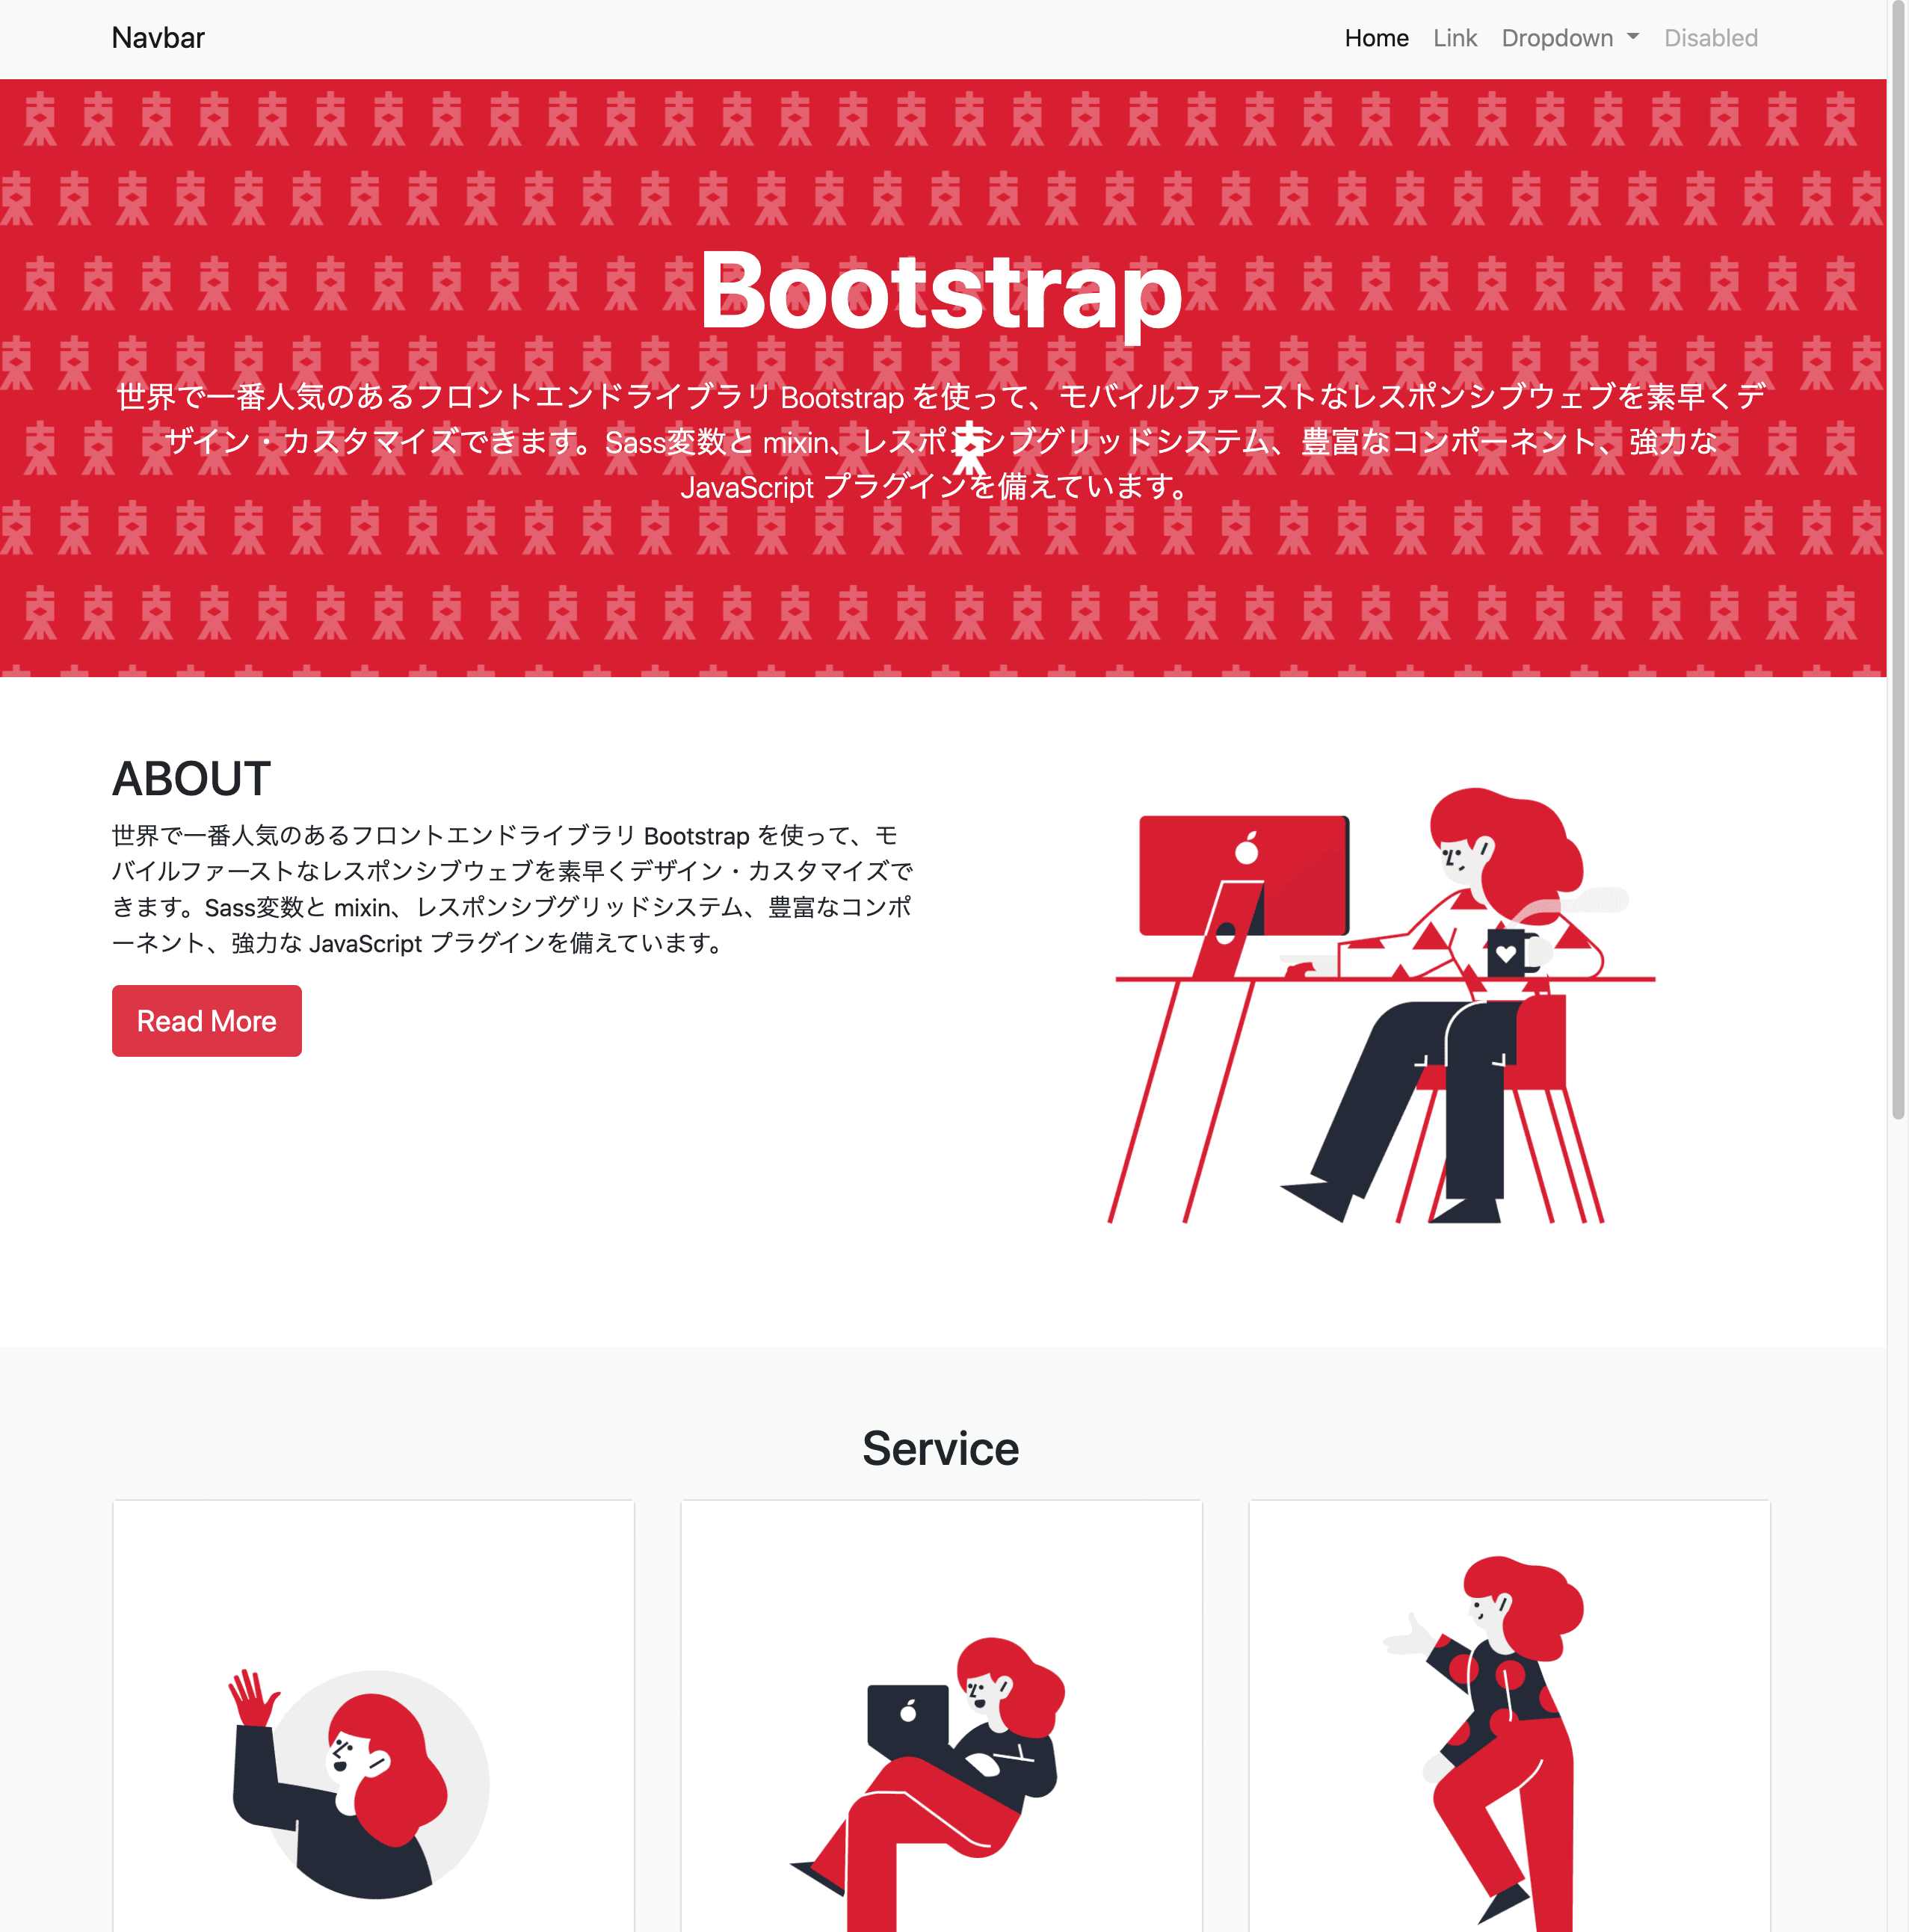 Navbar
Home Link Dropdown Disabled
Bootstrap
世界で一番人気のあるフロントエンドライブラリ Bootstrap を使って、モバイルファーストなレスポンシブウェブを素早くデ
ザイン・カスタマイズできます。Sass変数と mixin、レスポンシブグリッドシステム、豊富なコンポーネント、強力な
JavaScript プラグインを備えています。
ABOUT
世界で一番人気のあるフロントエンドライブラリ Bootstrap を使って、モ
バイルファーストなレスポンシブウェブを素早くデザイン・カスタマイズで
きます。Sass変数と mixin、レスポンシブグリッドシステム、豊富なコンポ
ーネント、強力な JavaScript プラグインを備えています。
Read More
Service